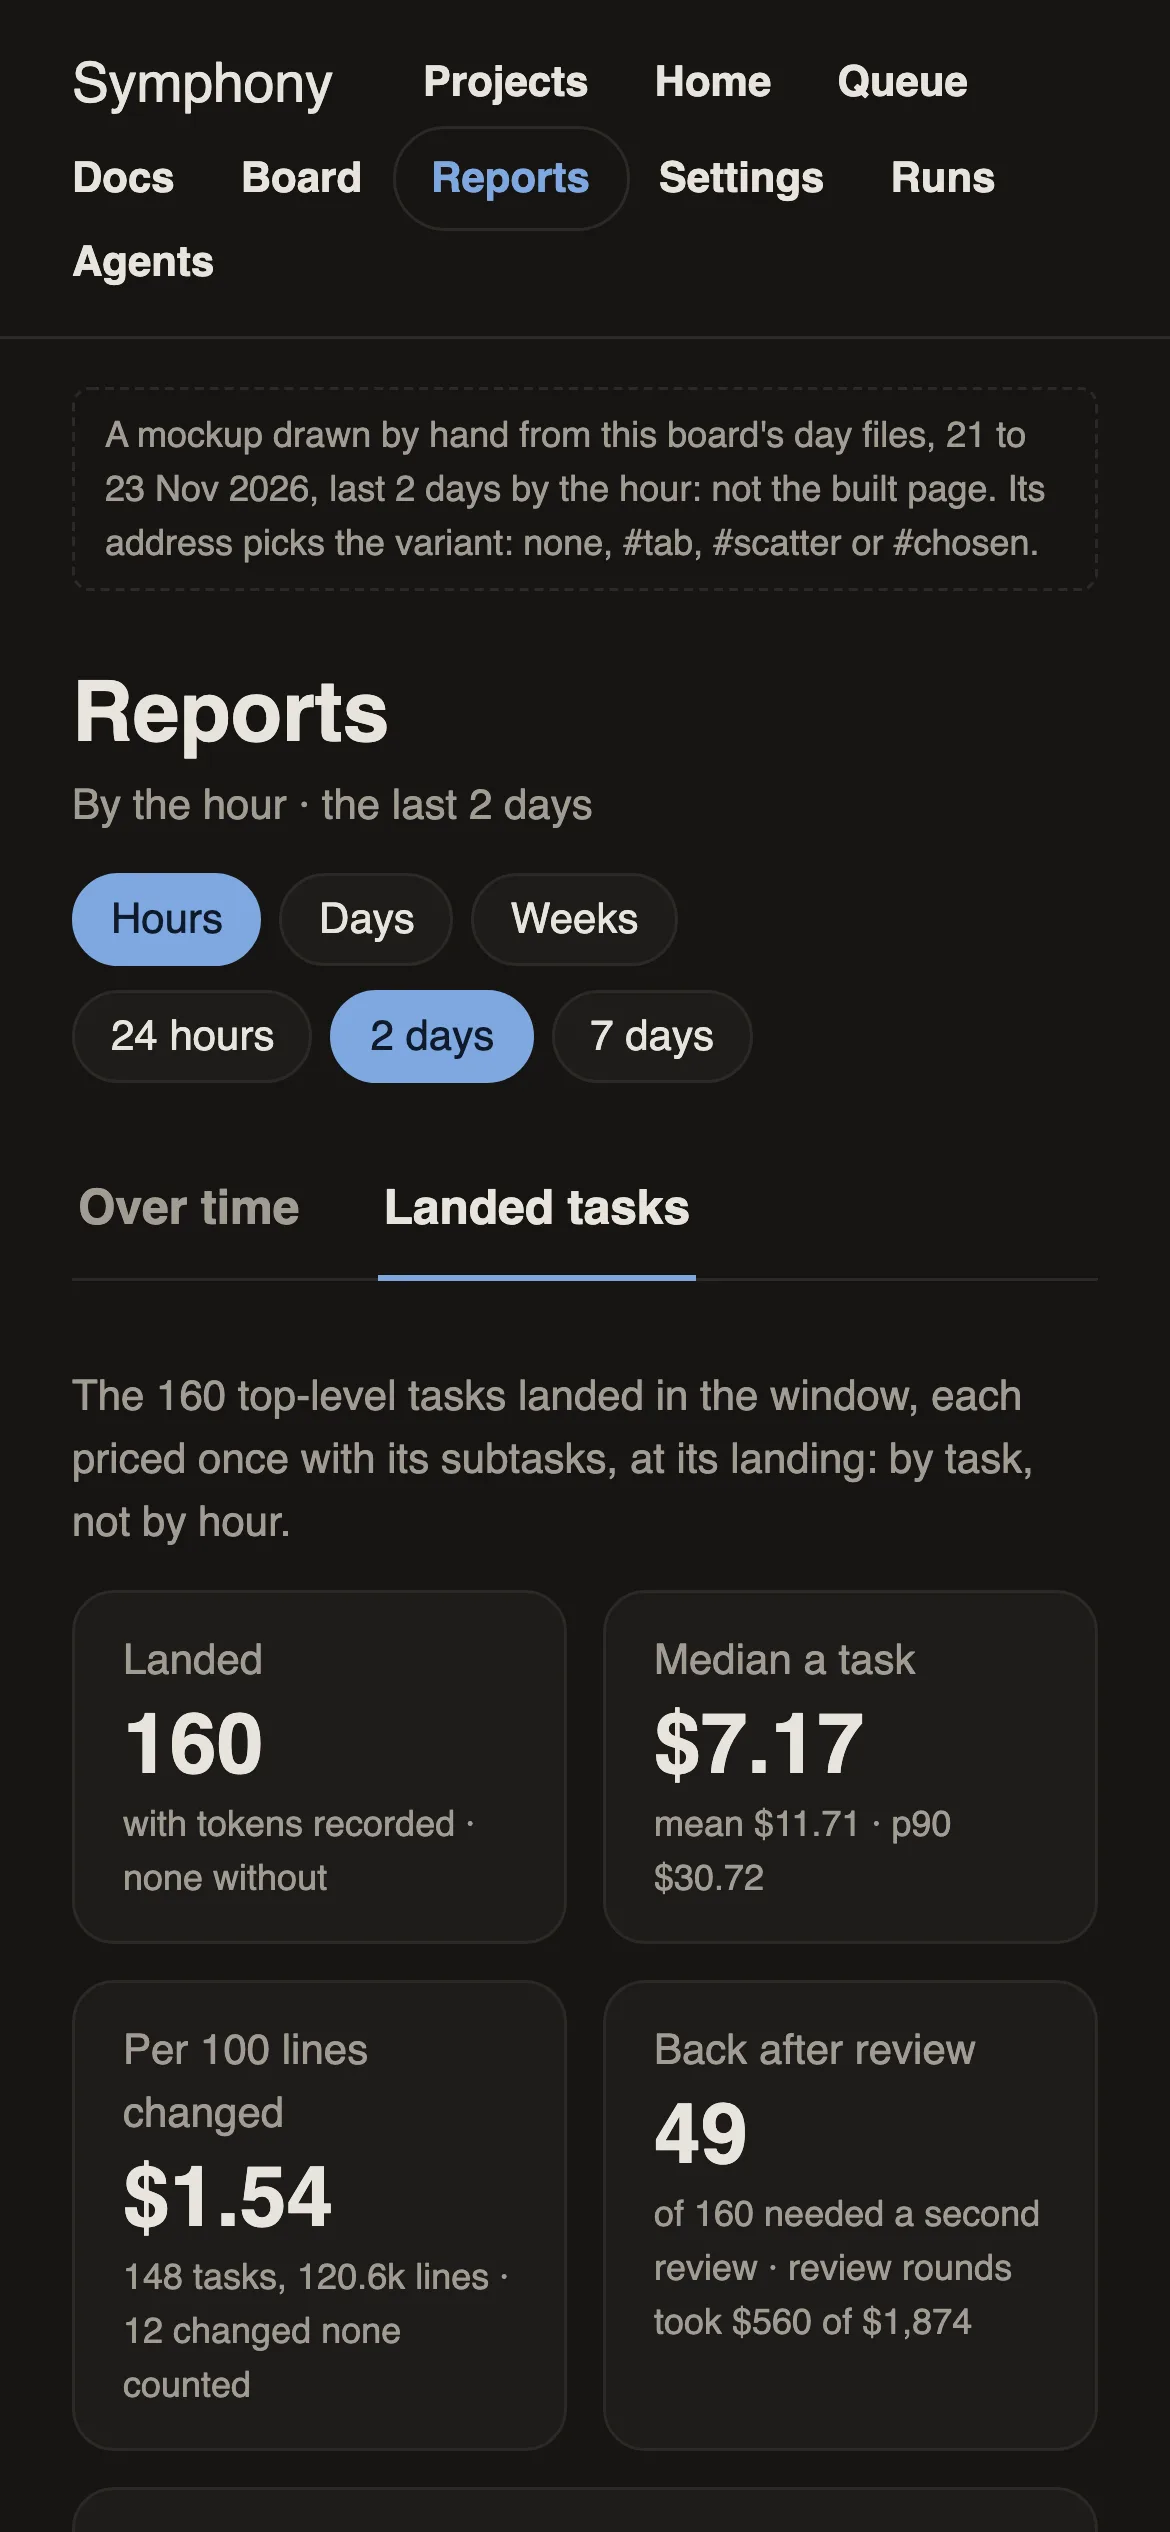 Symphony Projects Home Queue
Docs Board Reports Settings Runs
Agents
A mockup drawn by hand from this board's day files, 21 to
23 Nov 2026, last 2 days by the hour: not the built page. Its
address picks the variant: none, #tab, #scatter or #chosen.
Reports
By the hour · the last 2 days
Hours Days Weeks
24 hours 2 days 7 days
Over time Landed tasks
The 160 top-level tasks landed in the window, each
priced once with its subtasks, at its landing: by task,
not by hour.
Landed
160
with tokens recorded ·
none without
Median a task
$7.17
mean $11.71 · p90
$30.72
Per 100 lines
changed
$1.54
148 tasks, 120.6k lines ·
12 changed none
counted
Back after review
49
of 160 needed a second
review · review rounds
took $560 of $1,874